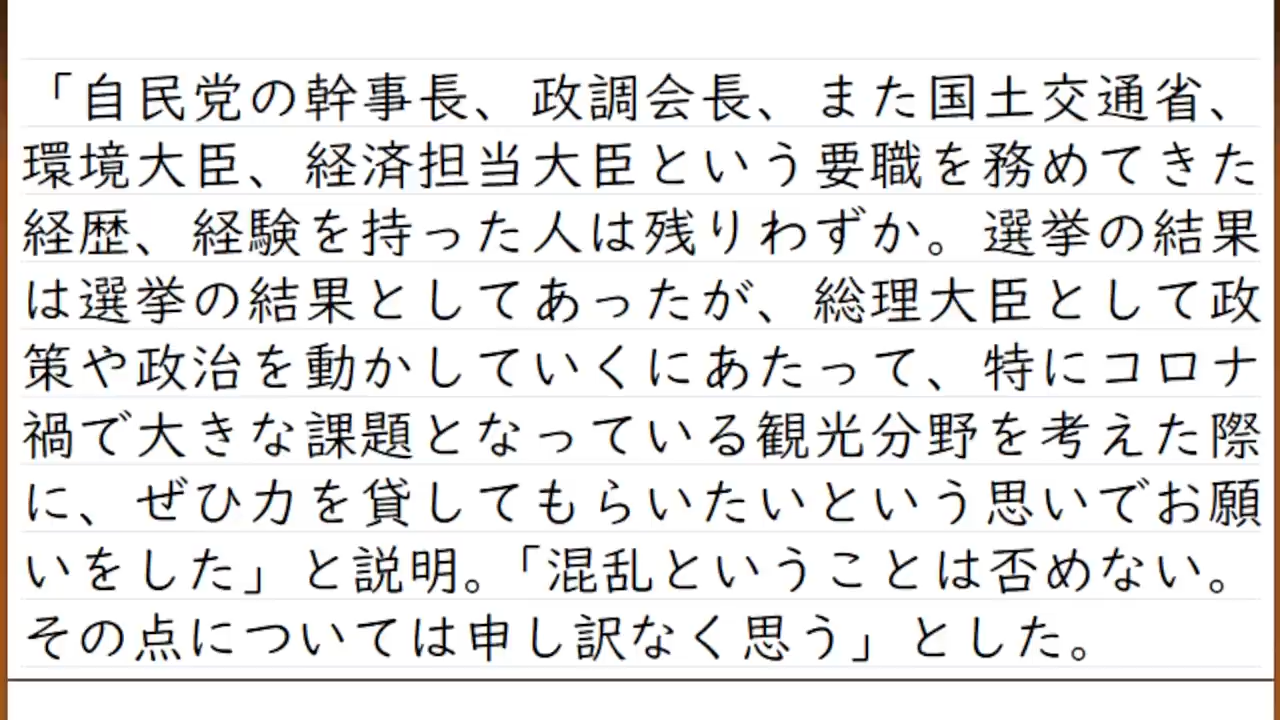 「自民党の幹事長、政調会長、また国土交通省、
環境大臣、経済担当大臣という要職を務めてきた
経歴、経験を持った人は残りわずか。選挙の結果
は選挙の結果としてあったが、総理大臣として政
策や政治を動かしていくにあたって、特にコロナ
禍で大きな課題となっている観光分野を考えた際
に、ぜひ力を貸してもらいたいという思いでお願
いをした」と説明。「混乱ということは否めない。
その点については申し訳なく思う」とした。